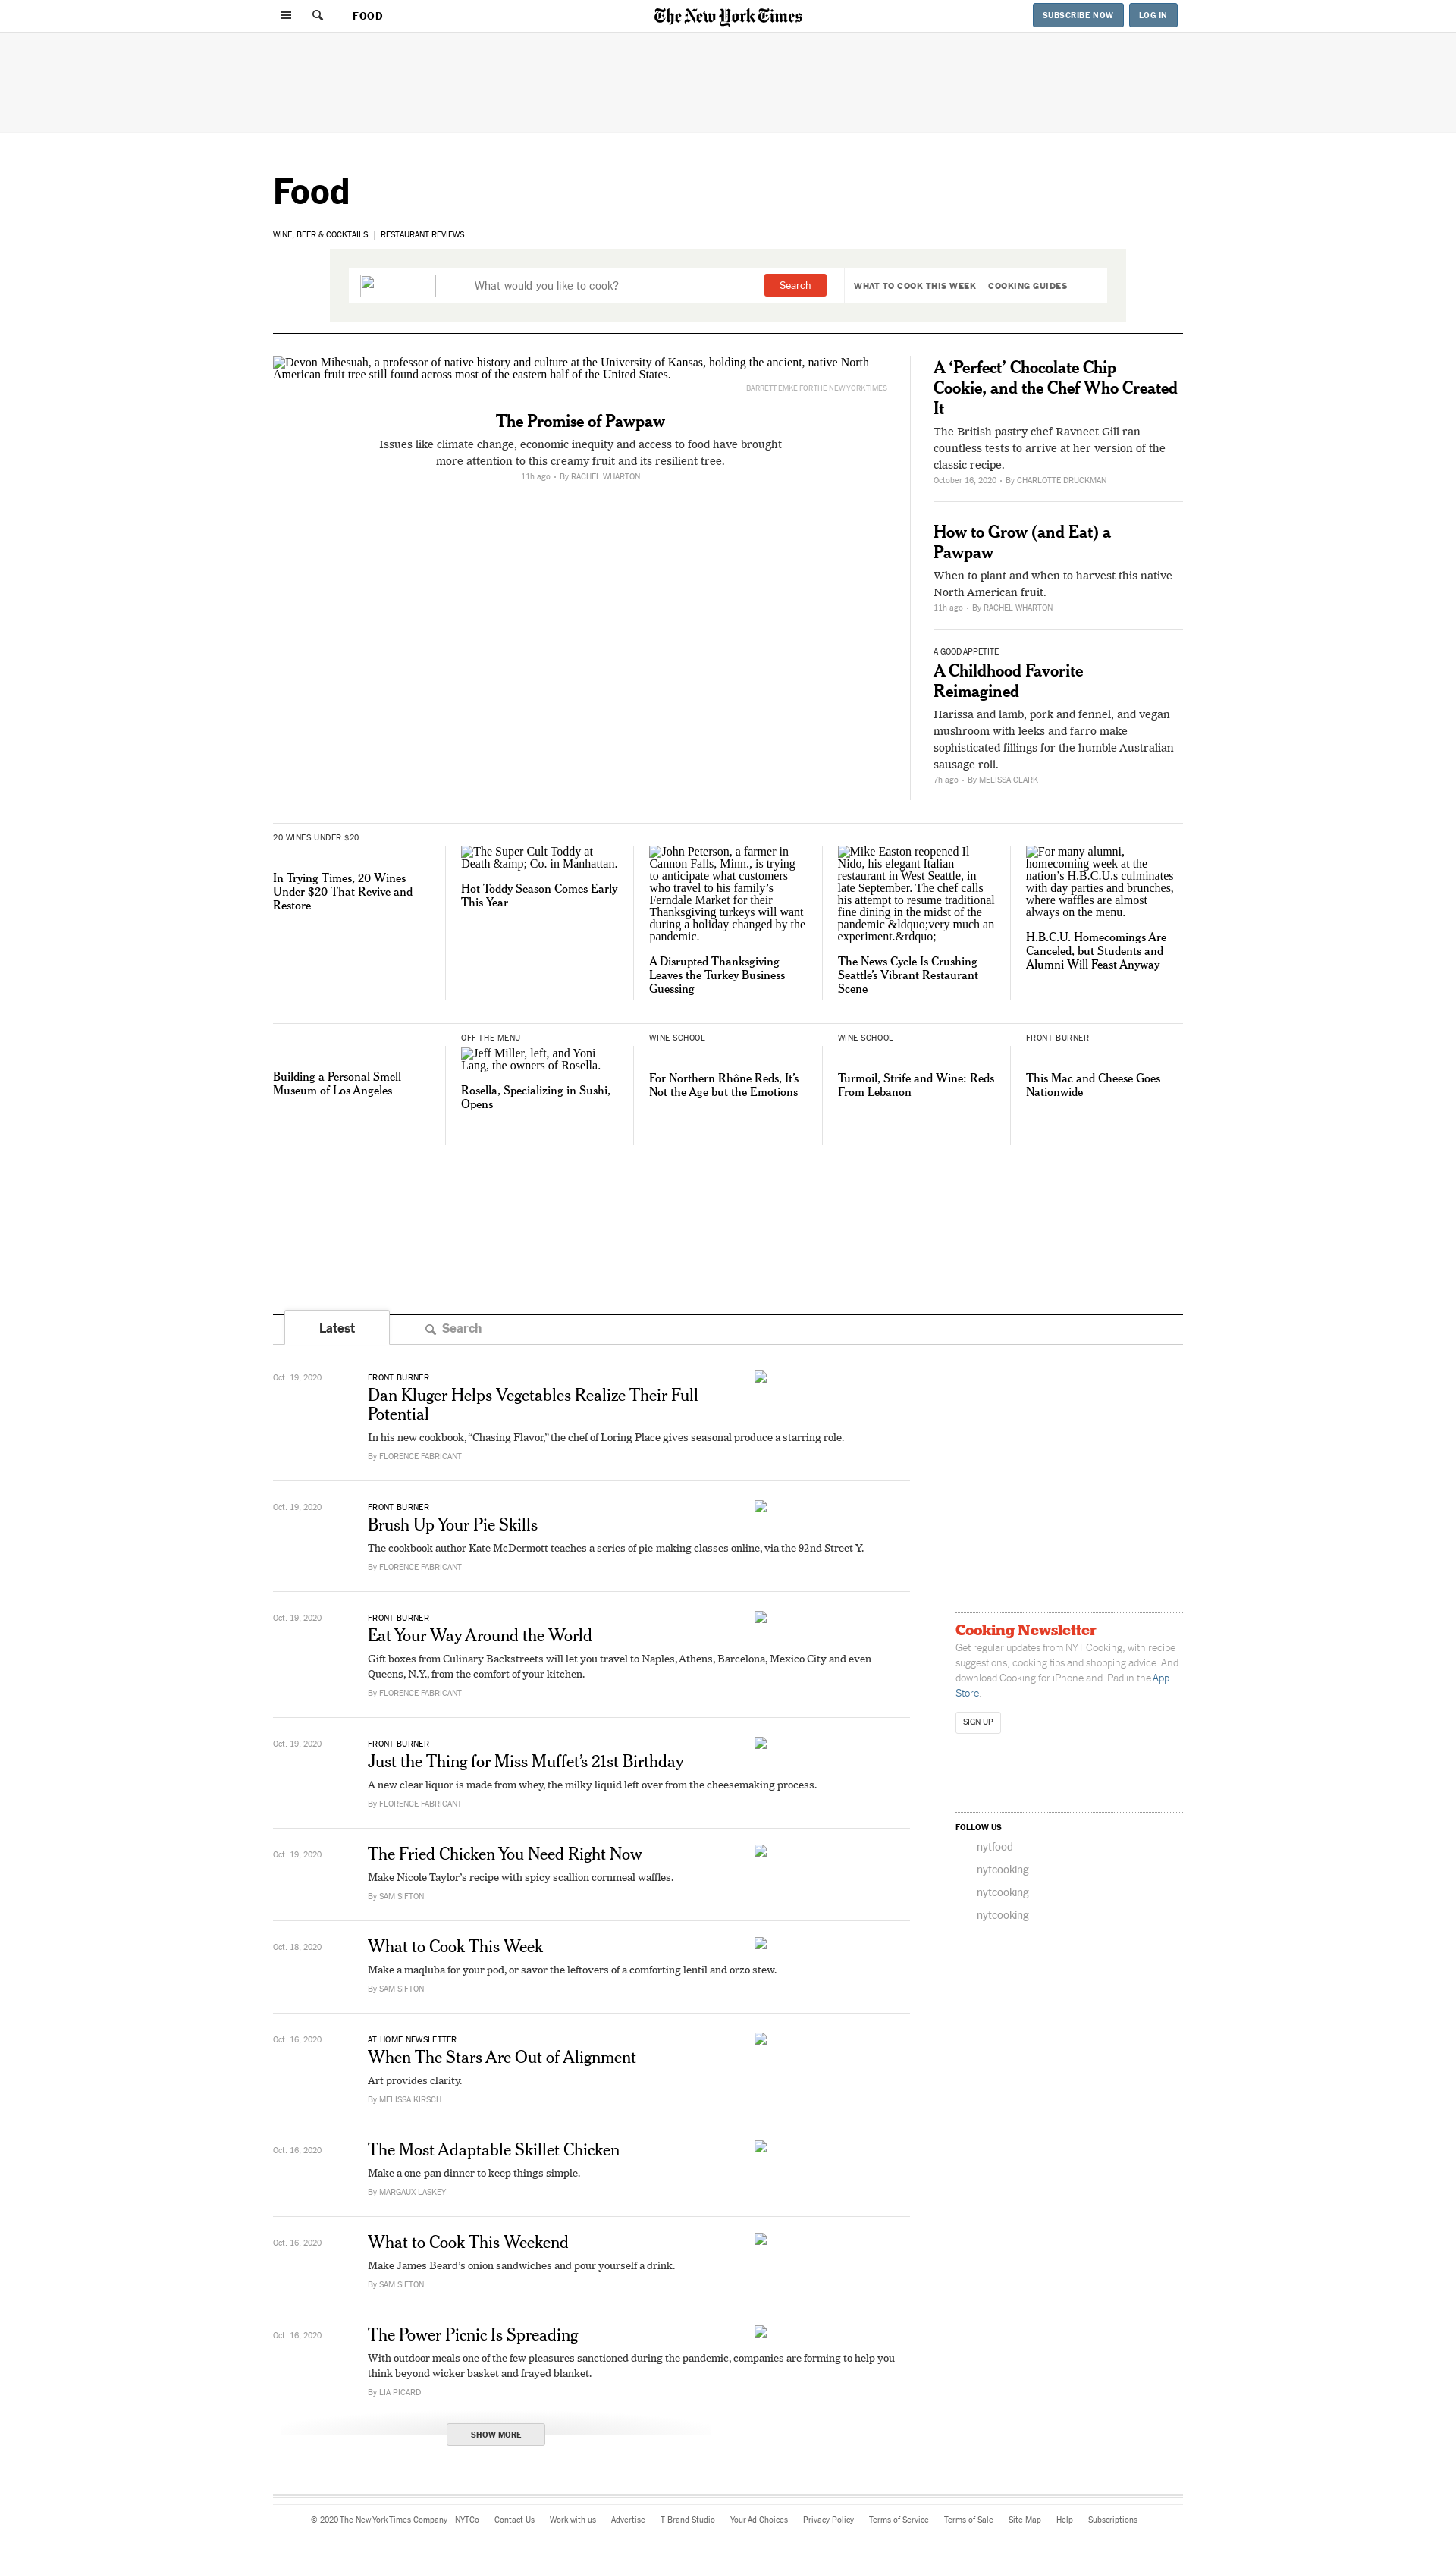 FOOD
The New York Times
SUBSCRIBE NOW
LOG IN
Food
WINE, BEER & COCKTAILS
RESTAURANT REVIEWS
What would you like to cook?
Search
WHAT TO COOK THIS WEEK
COOKING GUIDES
Devon Mihesuah, a professor of native history and culture at the University of Kansas, holding the ancient, native North
American fruit tree still found across most of the eastern half of the United States.
BARRETT EMKE FOR THE NEW YORK TIMES
The Promise of Pawpaw
Issues like climate change, economic inequity and access to food have brought
more attention to this creamy fruit and its resilient tree.
11h ago • By RACHEL WHARTON
A ‘Perfect’ Chocolate Chip
Cookie, and the Chef Who Created
It
The British pastry chef Ravneet Gill ran
countless tests to arrive at her version of the
classic recipe.
October 16, 2020 • By CHARLOTTE DRUCKMAN
How to Grow (and Eat) a
Pawpaw
When to plant and when to harvest this native
North American fruit.
11h ago • By RACHEL WHARTON
A GOOD APPETITE
A Childhood Favorite
Reimagined
Harissa and lamb, pork and fennel, and vegan
mushroom with leeks and farro make
sophisticated fillings for the humble Australian
sausage roll.
7h ago • By MELISSA CLARK
20 WINES UNDER $20
In Trying Times, 20 Wines
Under $20 That Revive and
Restore
The Super Cult Toddy at
Death &amp; Co. in Manhattan.
Hot Toddy Season Comes Early
This Year
John Peterson, a farmer in
Cannon Falls, Minn., is trying
to anticipate what customers
who travel to his family’s
Ferndale Market for their
Thanksgiving turkeys will want
during a holiday changed by the
pandemic.
A Disrupted Thanksgiving
Leaves the Turkey Business
Guessing
Mike Easton reopened Il
Nido, his elegant Italian
restaurant in West Seattle, in
late September. The chef calls
his attempt to resume traditional
fine dining in the midst of the
pandemic &ldquo;very much an
experiment.&rdquo;
The News Cycle Is Crushing
Seattle’s Vibrant Restaurant
Scene
For many alumni,
homecoming week at the
nation’s H.B.C.U.s culminates
with day parties and brunches,
where waffles are almost
always on the menu.
H.B.C.U. Homecomings Are
Canceled, but Students and
Alumni Will Feast Anyway
Building a Personal Smell
Museum of Los Angeles
OFF THE MENU
Jeff Miller, left, and Yoni
Lang, the owners of Rosella.
Rosella, Specializing in Sushi,
Opens
WINE SCHOOL
For Northern Rhône Reds, It’s
Not the Age but the Emotions
WINE SCHOOL
Turmoil, Strife and Wine: Reds
From Lebanon
FRONT BURNER
This Mac and Cheese Goes
Nationwide
Latest
Search
Oct. 19, 2020
FRONT BURNER
Dan Kluger Helps Vegetables Realize Their Full
Potential
In his new cookbook, “Chasing Flavor,” the chef of Loring Place gives seasonal produce a starring role.
By FLORENCE FABRICANT
Oct. 19, 2020
FRONT BURNER
Brush Up Your Pie Skills
The cookbook author Kate McDermott teaches a series of pie-making classes online, via the 92nd Street Y.
By FLORENCE FABRICANT
Oct. 19, 2020
FRONT BURNER
Eat Your Way Around the World
Gift boxes from Culinary Backstreets will let you travel to Naples, Athens, Barcelona, Mexico City and even
Queens, N.Y., from the comfort of your kitchen.
By FLORENCE FABRICANT
Oct. 19, 2020
FRONT BURNER
Just the Thing for Miss Muffet’s 21st Birthday
A new clear liquor is made from whey, the milky liquid left over from the cheesemaking process.
By FLORENCE FABRICANT
Oct. 19, 2020
The Fried Chicken You Need Right Now
Make Nicole Taylor’s recipe with spicy scallion cornmeal waffles.
By SAM SIFTON
Oct. 18, 2020
What to Cook This Week
Make a maqluba for your pod, or savor the leftovers of a comforting lentil and orzo stew.
By SAM SIFTON
Oct. 16, 2020
AT HOME NEWSLETTER
When The Stars Are Out of Alignment
Art provides clarity.
By MELISSA KIRSCH
Oct. 16, 2020
The Most Adaptable Skillet Chicken
Make a one-pan dinner to keep things simple.
By MARGAUX LASKEY
Oct. 16, 2020
What to Cook This Weekend
Make James Beard’s onion sandwiches and pour yourself a drink.
By SAM SIFTON
Oct. 16, 2020
The Power Picnic Is Spreading
With outdoor meals one of the few pleasures sanctioned during the pandemic, companies are forming to help you
think beyond wicker basket and frayed blanket.
By LIA PICARD
SHOW MORE
Cooking Newsletter
Get regular updates from NYT Cooking, with recipe
suggestions, cooking tips and shopping advice. And
download Cooking for iPhone and iPad in the App
Store.
SIGN UP
FOLLOW US
nytfood
nytcooking
nytcooking
nytcooking
© 2020 The New York Times Company NYTCo Contact Us Work with us Advertise T Brand Studio Your Ad Choices Privacy Policy Terms of Service Terms of Sale Site Map Help Subscriptions